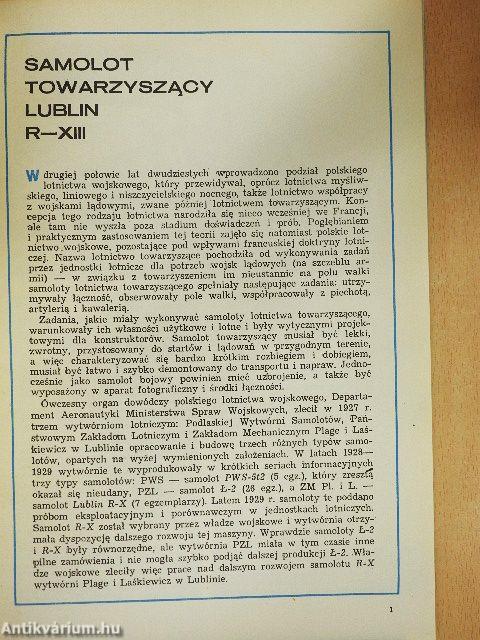 SAMOLOT
TOWARZYSZĄCY
LUBLIN
R—XIII
W drugiej połowie lat dwudziestych wprowadzono podział polskiego
lotnictwa wojskowego, który przewidywał, oprócz lotnictwa myśliw-
skiego, liniowego i niszczycielskiego nocnego, także lotnictwo współpracy
z wojskami lądowymi, zwane później lotnictwem towarzyszącym. Kon-
cepcja tego rodzaju lotnictwa narodziła się nieco wcześniej we Francji,
ale tam nie wyszła poza stadium doświadczeń i prób. Pogłębianiem
i praktycznym zastosowaniem tej teorii zajęło się natomiast polskie lot-
nictwo wojskowe, pozostające pod wpływami francuskiej doktryny lotni-
czej. Nazwa lotnictwo towarzyszące pochodziła od wykonywania zadań
przez jednostki lotnicze dla potrzeb wojsk lądowych (na szczeblu ar-
mii) — w związku z towarzyszeniem im nieustannie na polu walki
samoloty lotnictwa towarzyszącego spełniały następujące zadania: utrzy-
mywały łączność, obserwowały pole walki, współpracowały z piechotą,
artylerią i kawalerią.
Zadania, jakie miały wykonywać samoloty lotnictwa towarzyszącego,
warunkowały ich własności użytkowe i lotne i były wytycznymi projek-
towymi dla konstruktorów. Samolot towarzyszący musiał być lekki,
zwrotny, przystosowany do startów i lądowań w przygodnym terenie,
a więc charakteryzować się bardzo krótkim rozbiegiem i dobiegiem,
musiał być łatwo i szybko demontowany do transportu i napraw. Jedno-
cześnie jako samolot bojowy powinien mieć uzbrojenie, a także być
wyposażony w aparat fotograficzny i środki łączności.
Ówczesny organ dowódczy polskiego lotnictwa wojskowego, Departa-
ment Aeronautyki Ministerstwa Spraw Wojskowych, zlecił w 1927 r.
trzem wytwórniom lotniczym: Podlaskiej Wytwórni Samolotów, Pań-
stwowym Zakładom Lotniczym i Zakładom Mechanicznym Plage i Laś-
kiewicz w Lublinie opracowanie i budowę trzech różnych typów samo-
lotów, opartych na wyżej wymienionych założeniach. W latach 1928—
1929 wytwórnie te wyprodukowały w krótkich seriach informacyjnych
trzy typy samolotów: PWS — samolot PWS-5t2 (5 egz.), który zresztą
okazał się nieudany, PZL — samolot Ł-2 (26 egz.), a ZM Pl. i L. —
samolot Lublin R-X (7 egzemplarzy). Latem 1929 r. samoloty te poddano
próbom eksploatacyjnym i porównawczym w jednostkach lotniczych.
Samolot R-X został wybrany przez władze wojskowe i wytwórnia otrzy-
mała dyspozycję dalszego rozwoju tej maszyny. Wprawdzie samoloty Ł-2
i R-X były równorzędne, ale wytwórnia PZL miała w tym czasie inne
pilne zamówienia i nie mogła szybko podjąć dalszej produkcji Ł-2. Wła-
dze wojskowe zleciły więc prace nad dalszym rozwojem samolotu R-X
wytwórni Plage i Laśkiewicz w Lublinie.
1
Antikvárium.hu